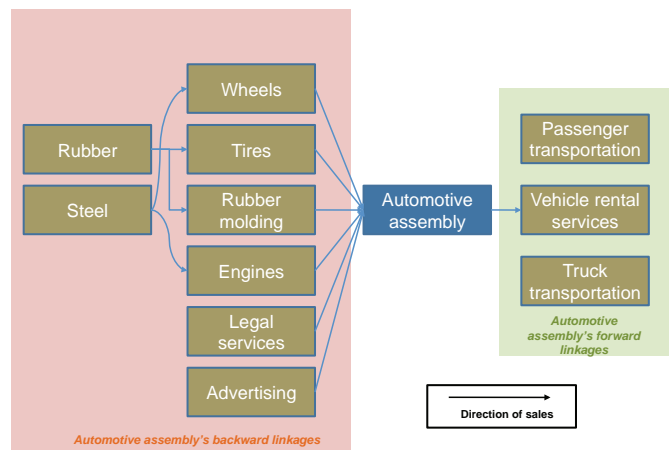 Wheels
Rubber
Tires
Steel
Rubber
molding
Engines
Legal
services
Advertising
Automotive
assembly
Passenger
transportation
Vehicle rental
services
Truck
transportation
Automotive
assembly's forward
linkages
Direction of sales
Automotive assembly's backward linkages